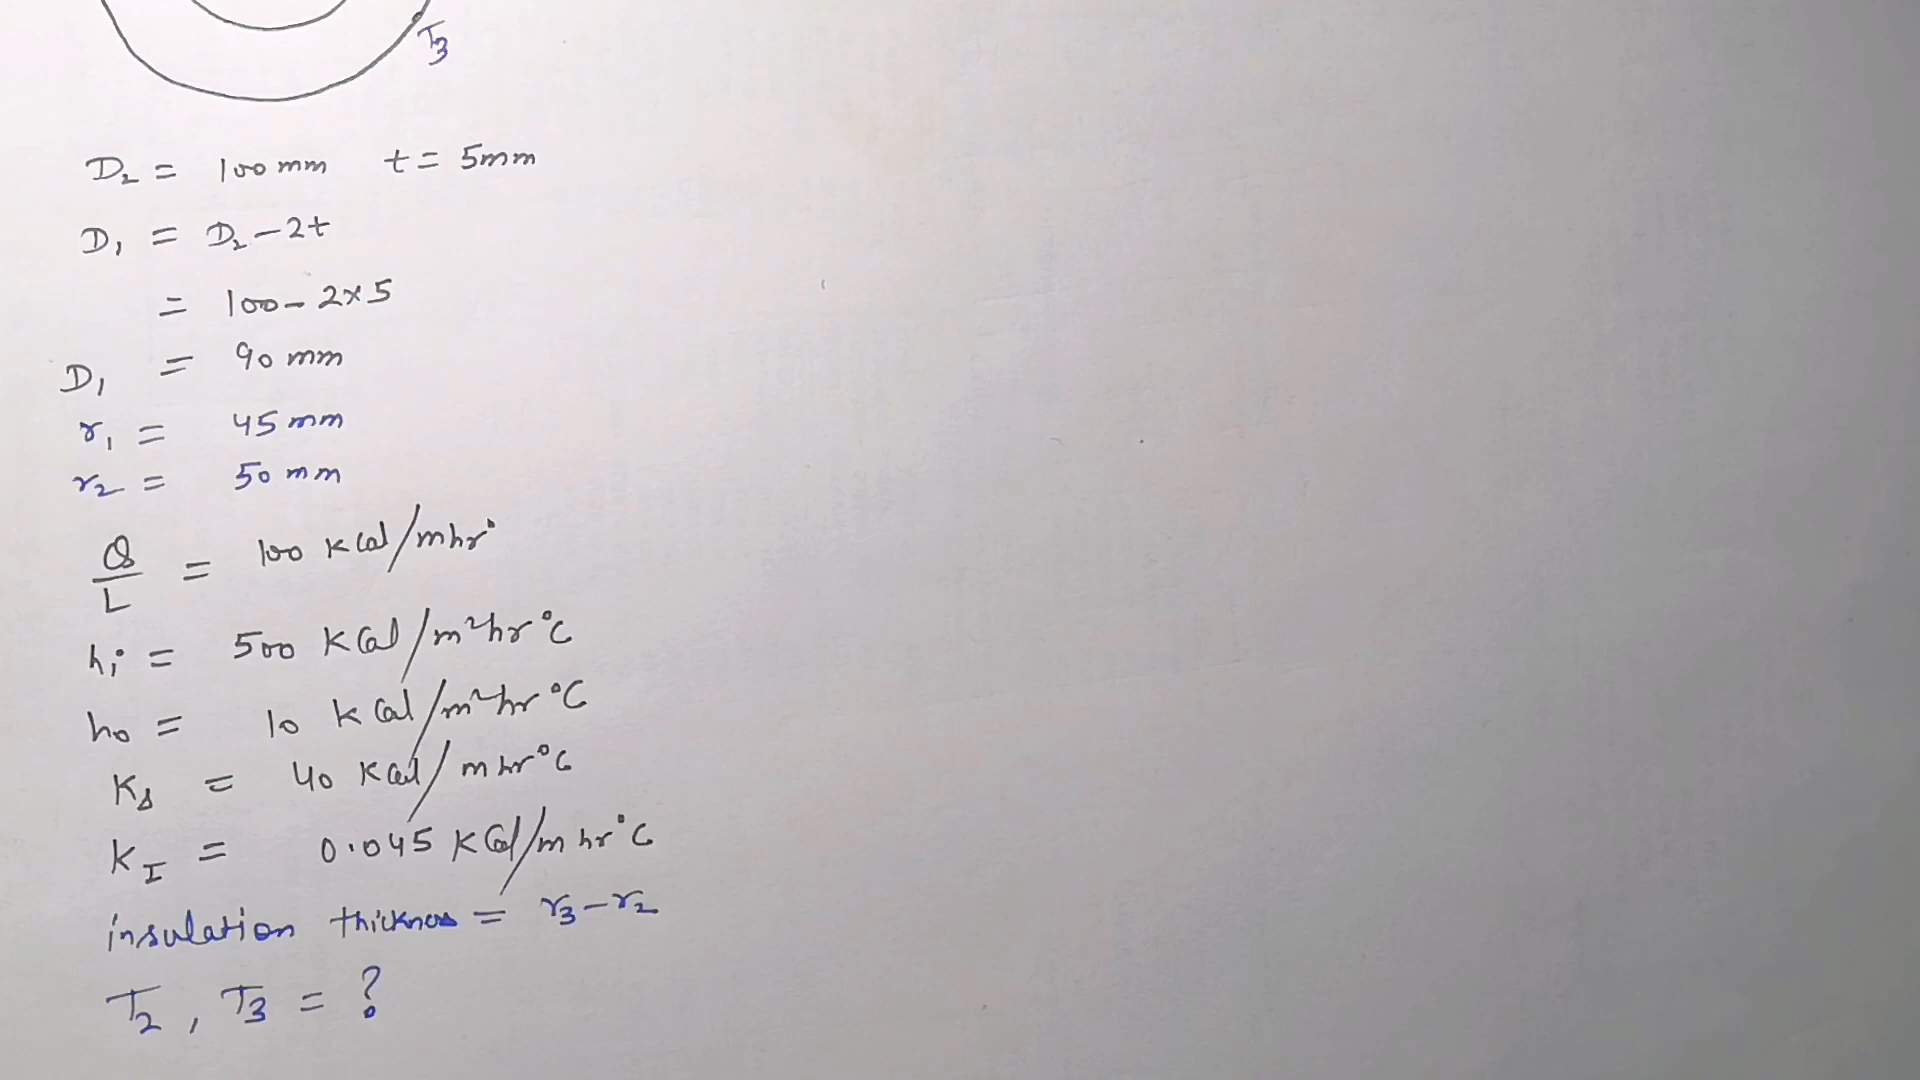 T₃
D₂ = 100 mm t = 5mm
D₁ = D₂ - 2t
= 100 - 2×5
D₁ = 90 mm
r₁ = 45 mm
r₂ = 50 mm
Q/L = 100 kcal/mhr
hi = 500 kcal/m²hr°C
ho = 10 kcal/m²hr°C
Ks = 40 kcal/mhr°C
KI = 0.045 kcal/mhr°C
insulation thickness = r₃ - r₂
T₂, T₃ = ?